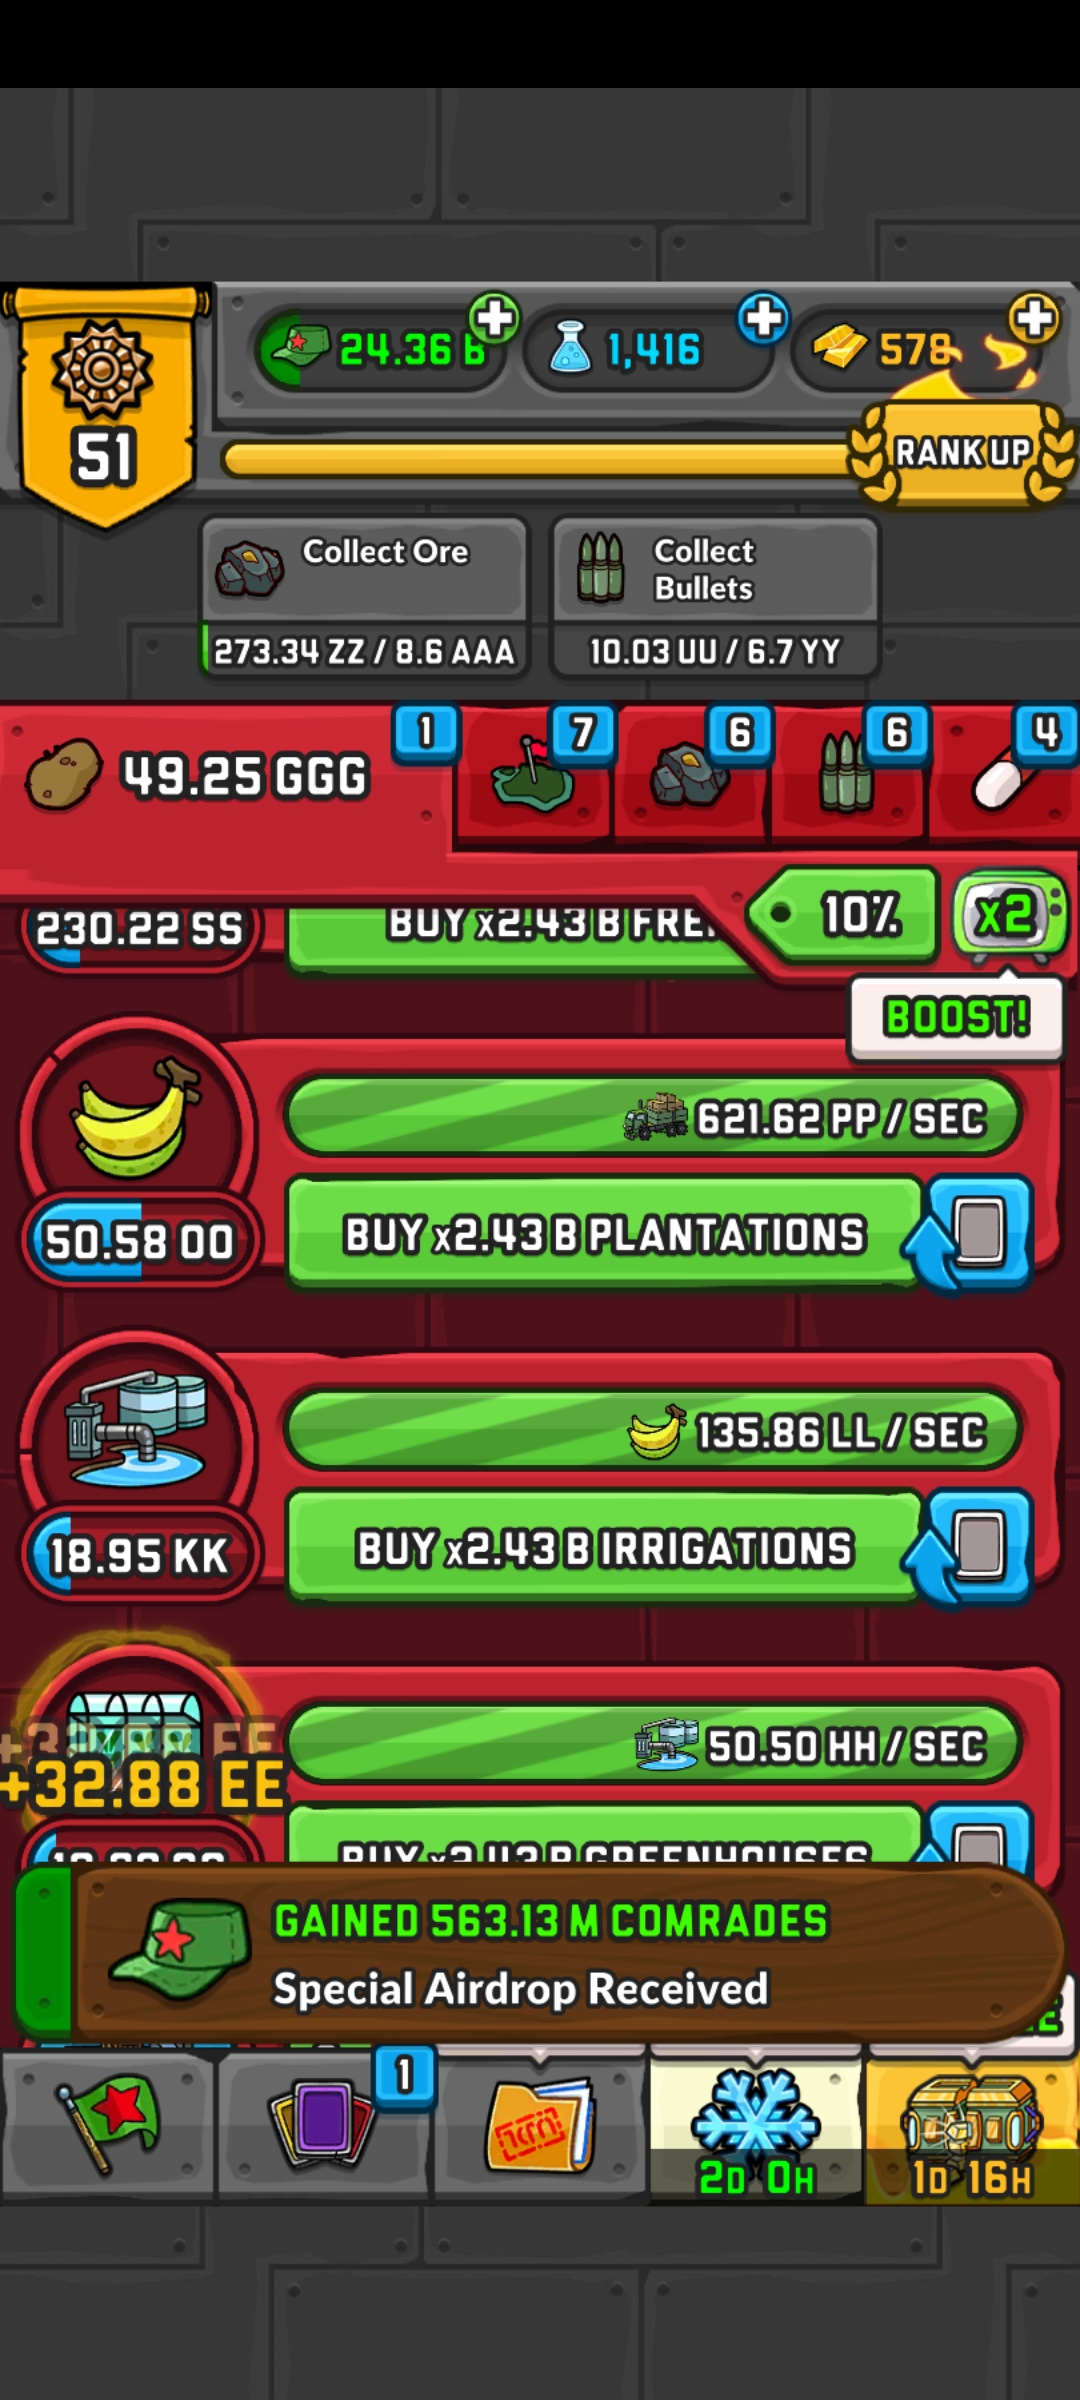 24.36 B
1,416
578
51
RANK UP
Collect Ore
273.34 ZZ / 8.6 AAA
Collect
Bullets
10.03 UU / 6.7 YY
49.25 GGG
1
7
6
6
4
230.22 SS
BUY x2.43 B
10%
x2
BOOST!
621.62 PP / SEC
50.58 OO
BUY x2.43 B PLANTATIONS
135.86 LL / SEC
18.95 KK
BUY x2.43 B IRRIGATIONS
50.50 HH / SEC
+32.88 EE
BUY x2.43 B GREENHOUSES
GAINED 563.13 M COMRADES
Special Airdrop Received
1
2D 0H
1D 16H